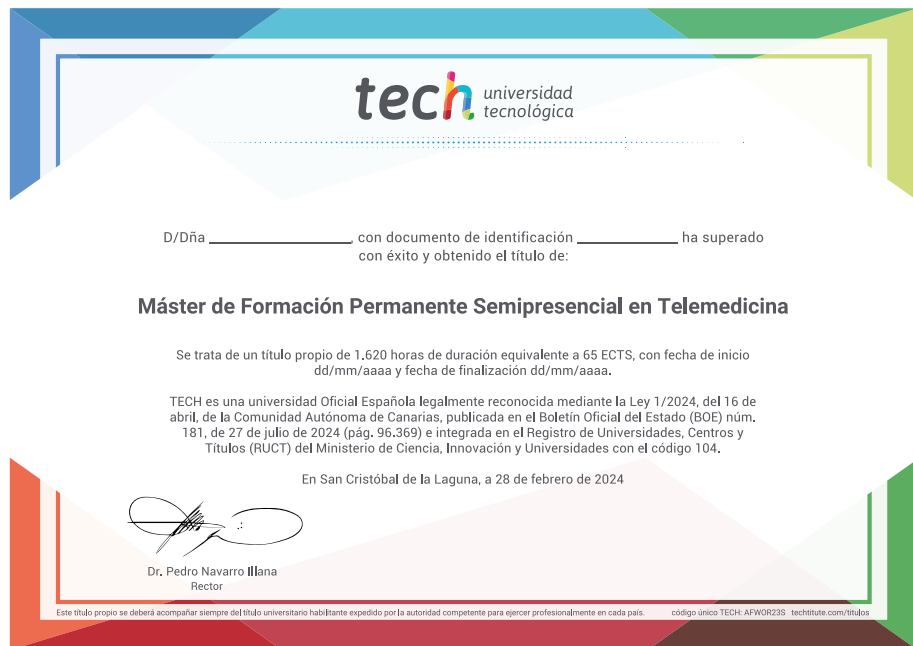 tech universidad
tecnológica
D/Dña ______________, con documento de identificación ____________ ha superado
con éxito y obtenido el título de:
Máster de Formación Permanente Semipresencial en Telemedicina
Se trata de un título propio de 1.620 horas de duración equivalente a 65 ECTS, con fecha de inicio
dd/mm/aaaa y fecha de finalización dd/mm/aaaa.
TECH es una universidad Oficial Española legalmente reconocida mediante la Ley 1/2024, del 16 de
abril, de la Comunidad Autónoma de Canarias, publicada en el Boletín Oficial del Estado (BOE) núm.
181, de 27 de julio de 2024 (pág. 96.369) e integrada en el Registro de Universidades, Centros y
Títulos (RUCT) del Ministerio de Ciencia, Innovación y Universidades con el código 104.
En San Cristóbal de la Laguna, a 28 de febrero de 2024
Dr. Pedro Navarro Illana
Rector
Este título propio se deberá acompañar siempre del título universitario habilitante expedido por la autoridad competente para ejercer profesionalmente en cada país. código único TECH: AFWOR23S techtitute.com/titulos